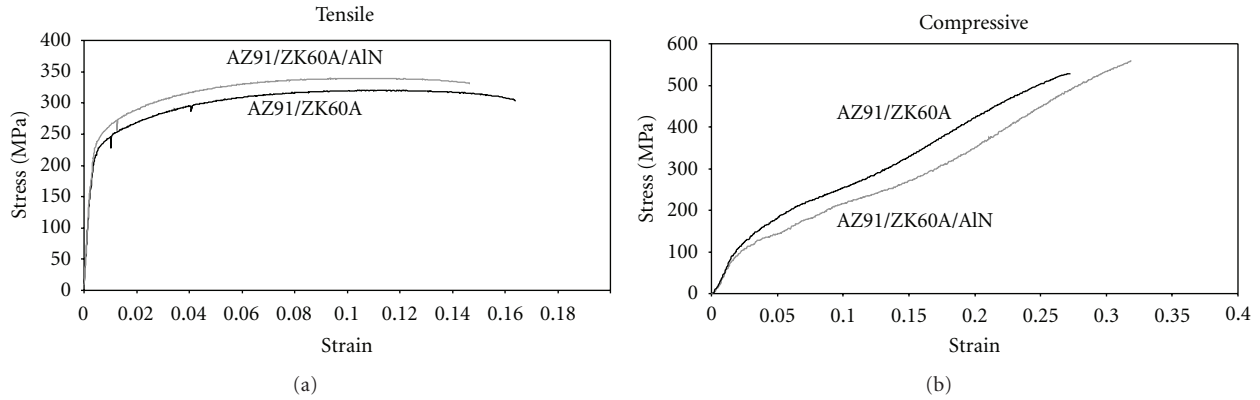 Tensile
400
350
300
250
200
150
100
50
0
Stress (MPa)
AZ91/ZK60A/AlN
AZ91/ZK60A
0 0.02 0.04 0.06 0.08 0.1 0.12 0.14 0.16 0.18
Strain
(a)
Compressive
600
500
400
300
200
100
0
Stress (MPa)
AZ91/ZK60A
AZ91/ZK60A/AlN
0 0.05 0.1 0.15 0.2 0.25 0.3 0.35 0.4
Strain
(b)